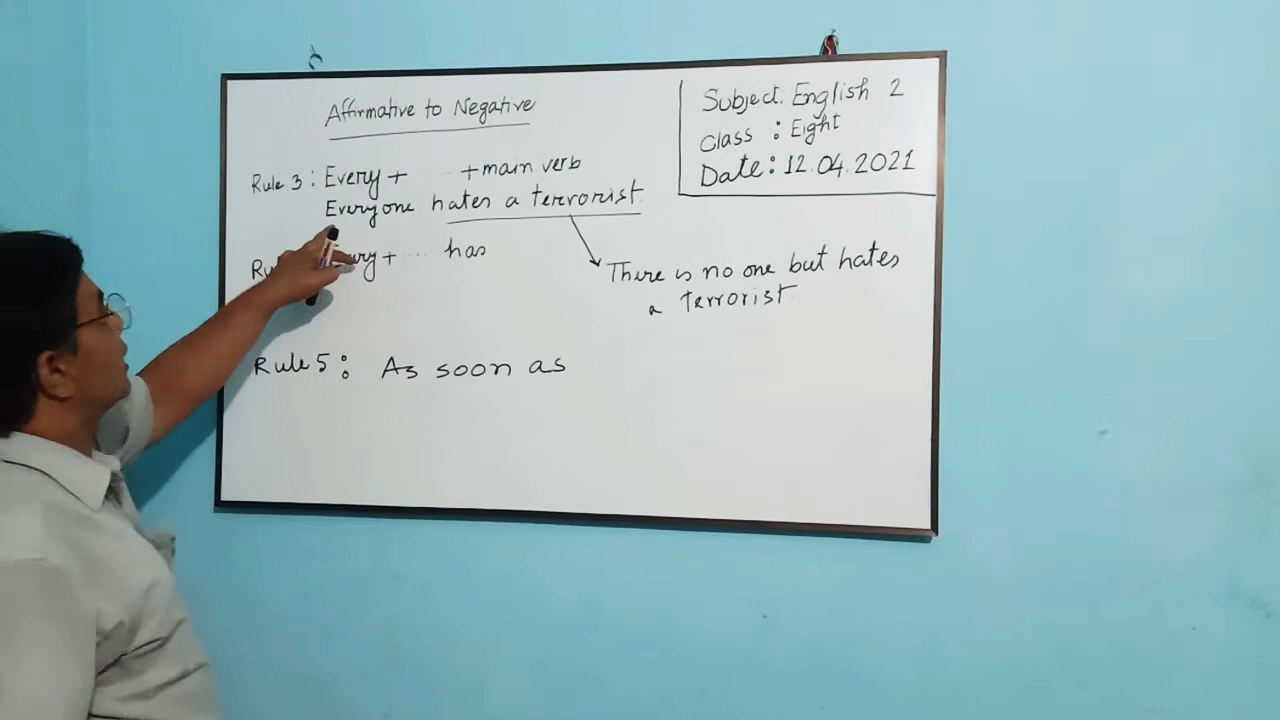 Affirmative to Negative
Subject. English 2
Class : Eight
Date: 12.04.2021
Rule 3 : Every + .... + main verb
Everyone hates a terrorist.
+ .... has
There is no one but hates
a terrorist.
Rule 5 : As soon as